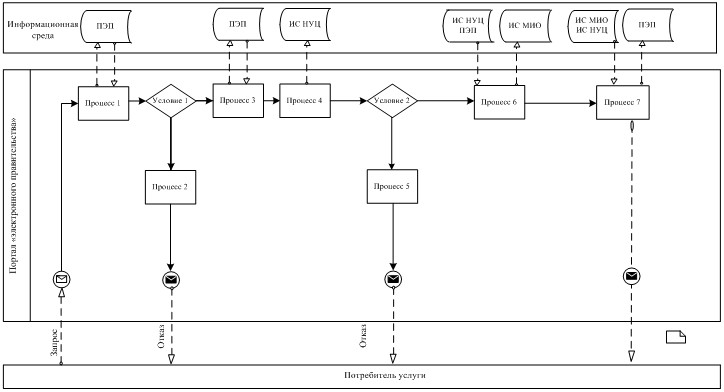 Информационная
среда
ПЭП
ПЭП
ИС НУЦ
ИС НУЦ
ПЭП
ИС МИО
ИС МИО
ИС НУЦ
ПЭП
Портал «электронного правительства»
Процесс 1
Условие 1
Процесс 3
Процесс 4
Условие 2
Процесс 6
Процесс 7
Процесс 2
Процесс 5
Запрос
Отказ
Отказ
Потребитель услуги